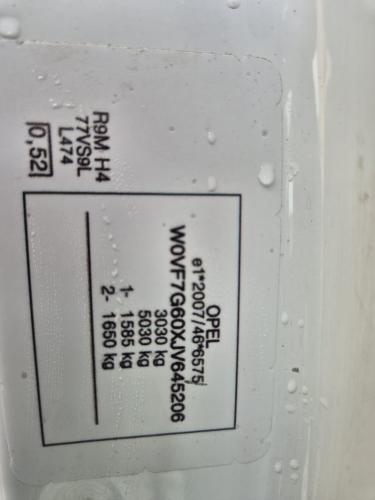 OPEL
e1*2007/46*6575
W0VF7G60XJV645206
3030 kg
5030 kg
1- 1585 kg
2- 1650 kg
R9M H4
77VS9L
L474
0,52